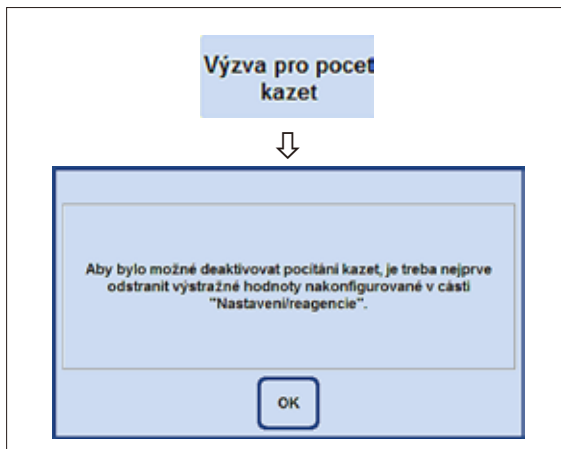 Výzva pro pocet
kazet
Aby bylo možné deaktivovat pocítání kazet, je treba nejprve
odstranit výstražné hodnoty nakonfigurované v cásti
"Nastavení/reagencie".
OK